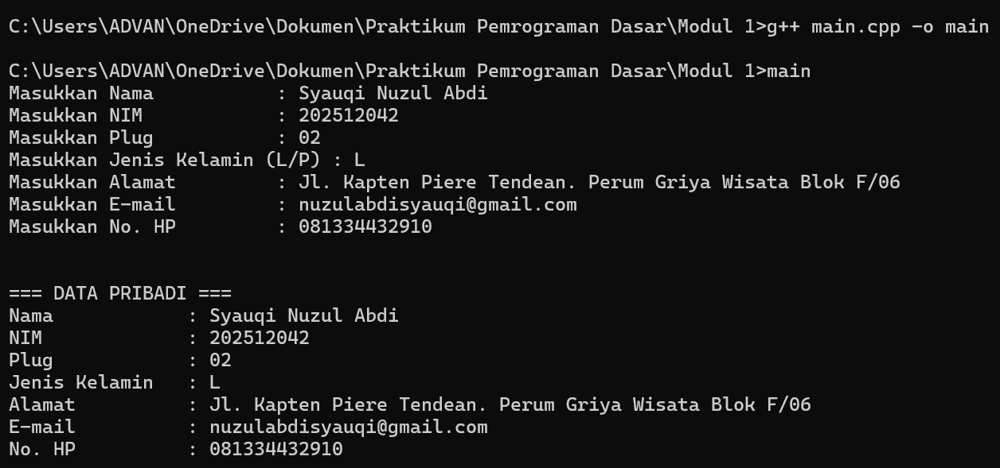 C:\Users\ADVAN\OneDrive\Dokumen\Praktikum Pemrograman Dasar\Modul 1>g++ main.cpp -o main
C:\Users\ADVAN\OneDrive\Dokumen\Praktikum Pemrograman Dasar\Modul 1>main
Masukkan Nama           : Syauqi Nuzul Abdi
Masukkan NIM            : 202512042
Masukkan Plug           : 02
Masukkan Jenis Kelamin (L/P) : L
Masukkan Alamat         : Jl. Kapten Piere Tendean. Perum Griya Wisata Blok F/06
Masukkan E-mail         : nuzulabdisyauqi@gmail.com
Masukkan No. HP         : 081334432910
=== DATA PRIBADI ===
Nama            : Syauqi Nuzul Abdi
NIM             : 202512042
Plug            : 02
Jenis Kelamin   : L
Alamat          : Jl. Kapten Piere Tendean. Perum Griya Wisata Blok F/06
E-mail          : nuzulabdisyauqi@gmail.com
No. HP          : 081334432910